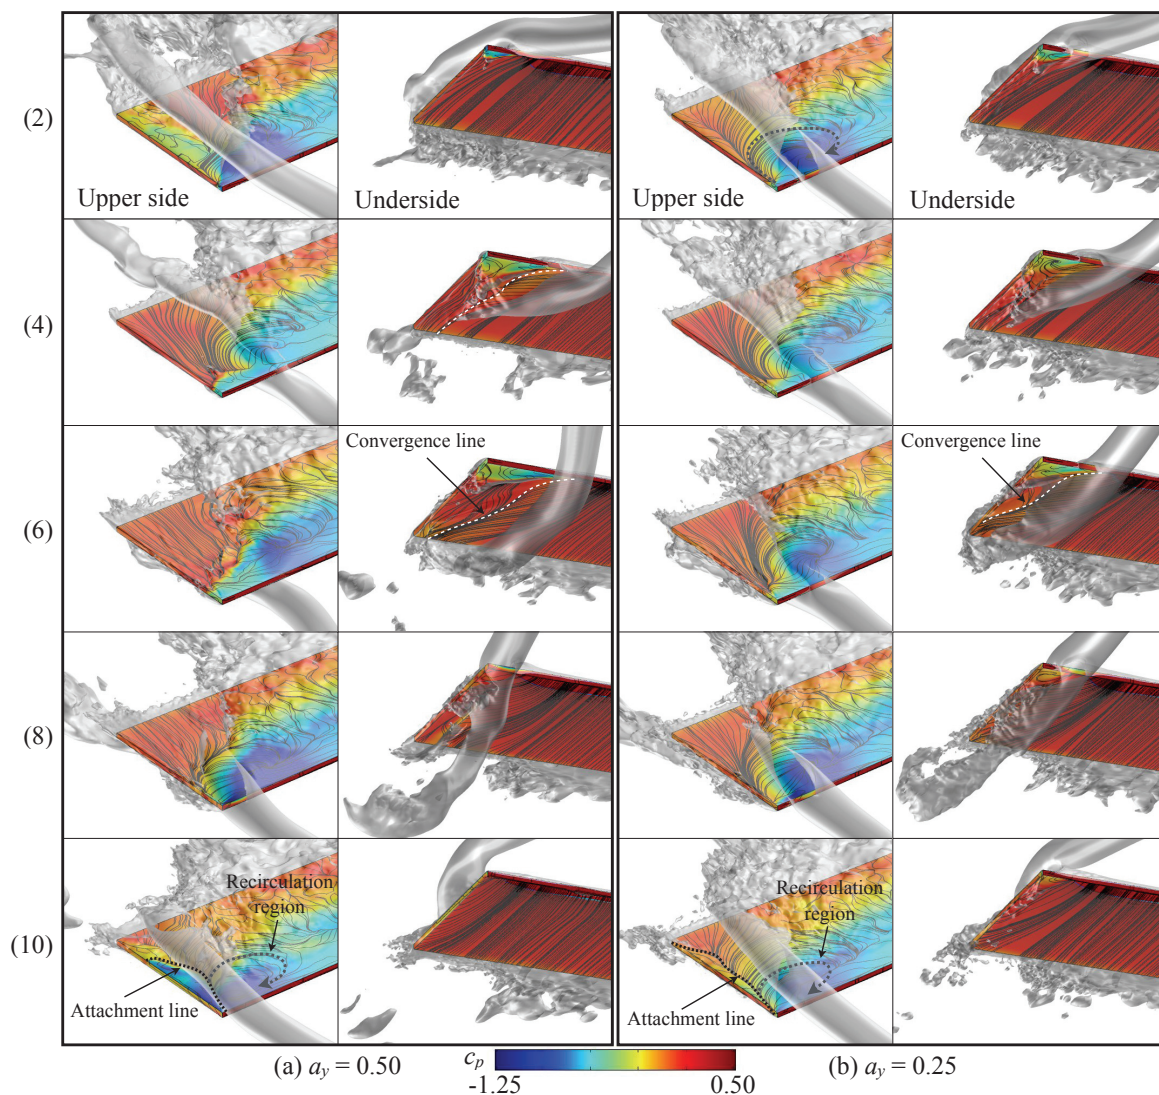 (2)
Upper side
Underside
Upper side
Underside
(4)
(6)
Convergence line
Convergence line
(8)
(10)
Recirculation
region
Attachment line
Recirculation
region
Attachment line
(a) a_y = 0.50
c_p
-1.25
0.50
(b) a_y = 0.25